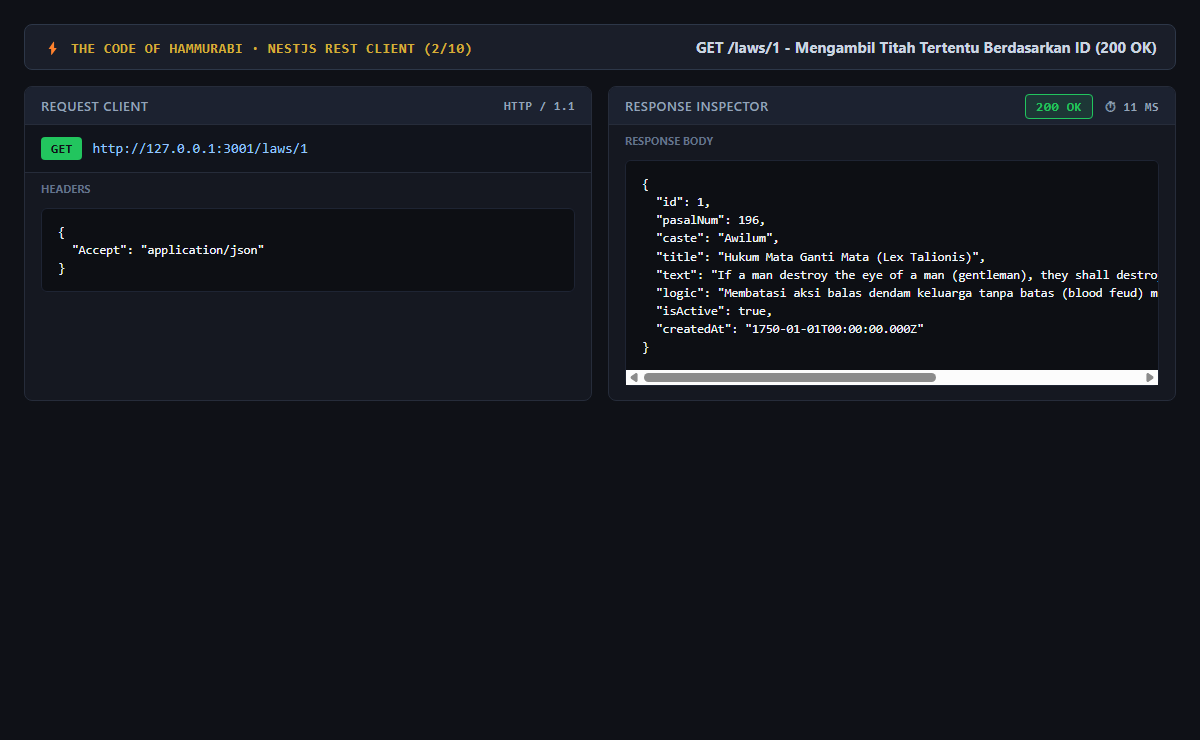 ⚡ THE CODE OF HAMMURABI · NESTJS REST CLIENT (2/10)
GET /laws/1 - Mengambil Titah Tertentu Berdasarkan ID (200 OK)
REQUEST CLIENT
HTTP / 1.1
GET
http://127.0.0.1:3001/laws/1
HEADERS
{
  "Accept": "application/json"
}
RESPONSE INSPECTOR
200 OK
⏱ 11 MS
RESPONSE BODY
{
  "id": 1,
  "pasalNum": 196,
  "caste": "Awilum",
  "title": "Hukum Mata Ganti Mata (Lex Talionis)",
  "text": "If a man destroy the eye of a man (gentleman), they shall destro
  "logic": "Membatasi aksi balas dendam keluarga tanpa batas (blood feud) m
  "isActive": true,
  "createdAt": "1750-01-01T00:00:00.000Z"
}